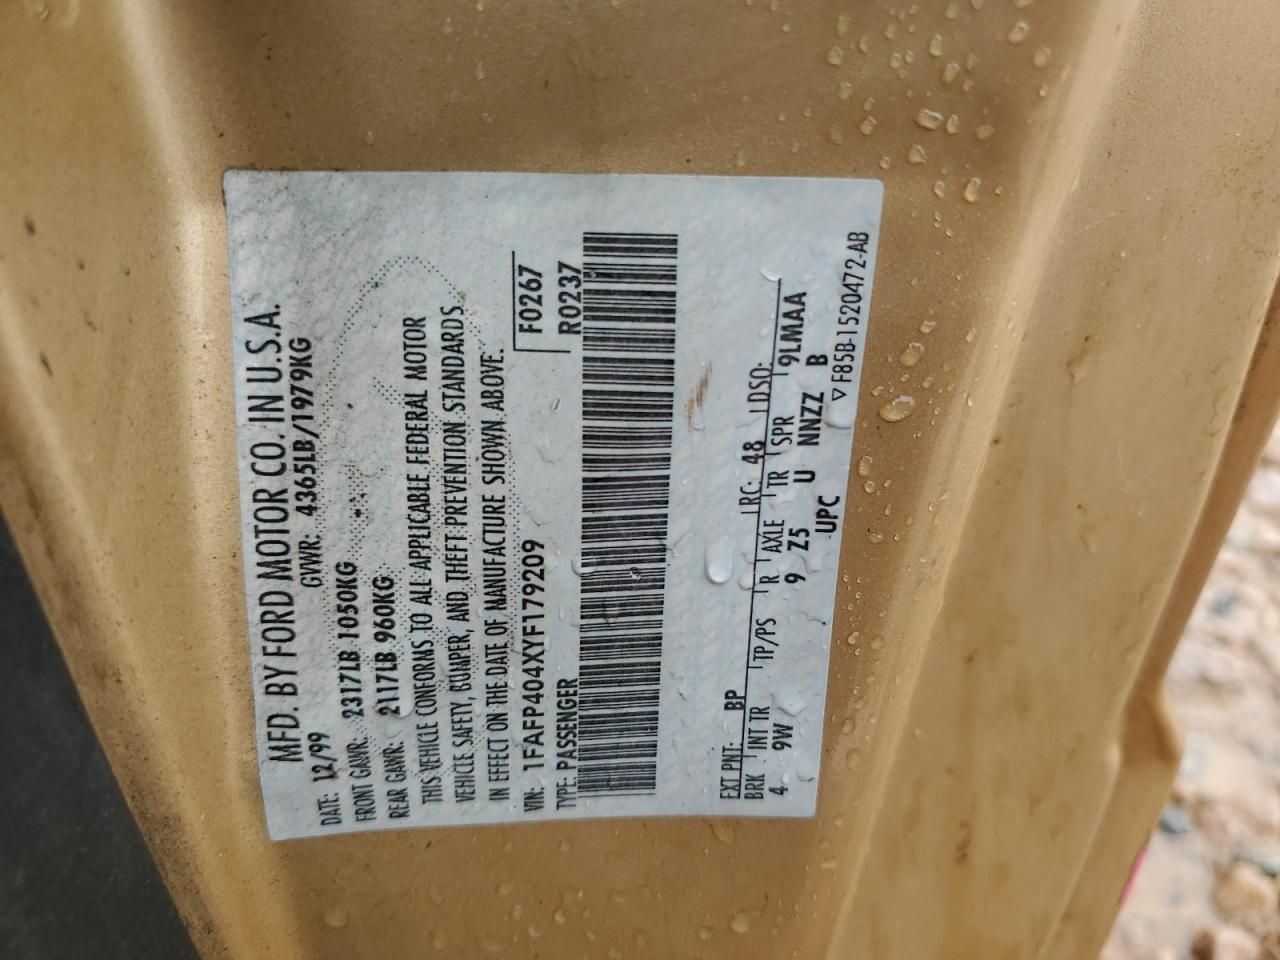 MFD. BY FORD MOTOR CO. IN U.S.A.
DATE: 12/99 GVWR: 4365LB/1979KG
FRONT GAWR: 2317LB 1050KG
REAR GAWR: 2117LB 960KG
THIS VEHICLE CONFORMS TO ALL APPLICABLE FEDERAL MOTOR
VEHICLE SAFETY, BUMPER, AND THEFT PREVENTION STANDARDS
IN EFFECT ON THE DATE OF MANUFACTURE SHOWN ABOVE.
VIN: 1FAFP404XYF179209 F0267
TYPE: PASSENGER R0237
EXT PNT: BP RC: 48 DSO:
BRK INT TR TP/PS R AXLE TR SPR 9LMAA
4 9W 9 Z5 U NNZZ B
UPC ▽ F85B-1520472-AB